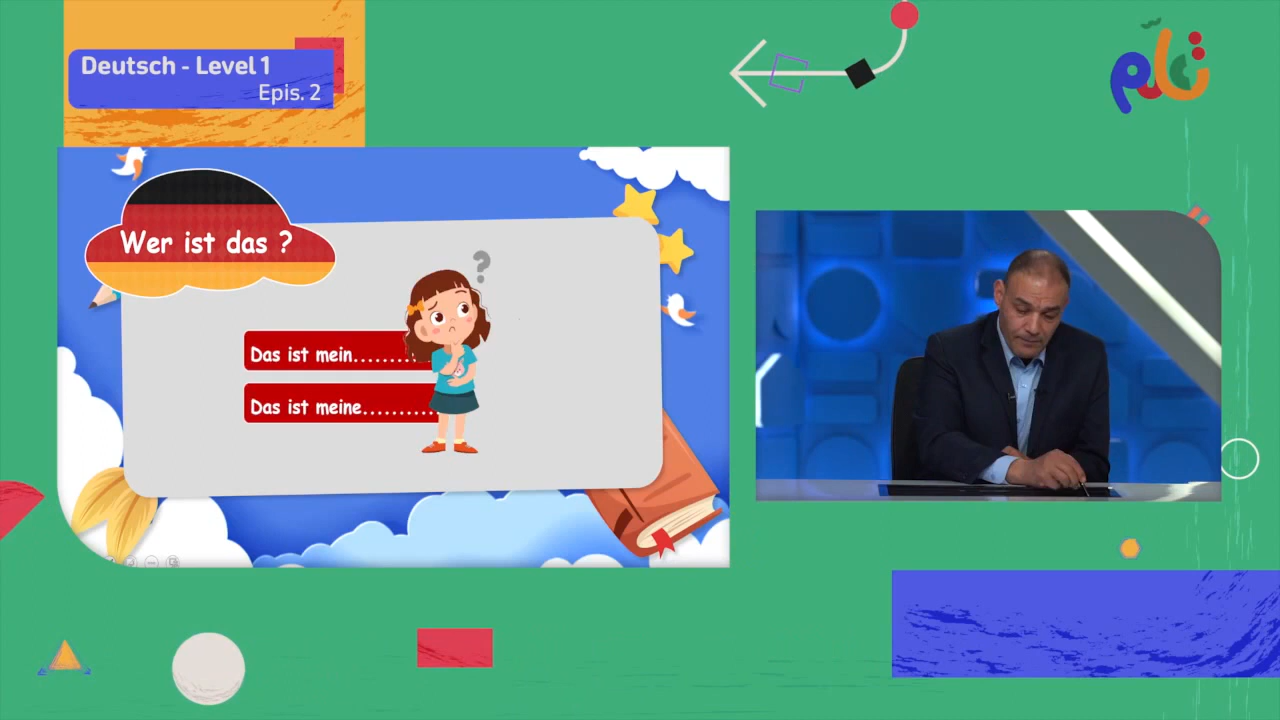 Deutsch - Level 1
Epis. 2
Wer ist das ?
?
Das ist mein.........
Das ist meine...........